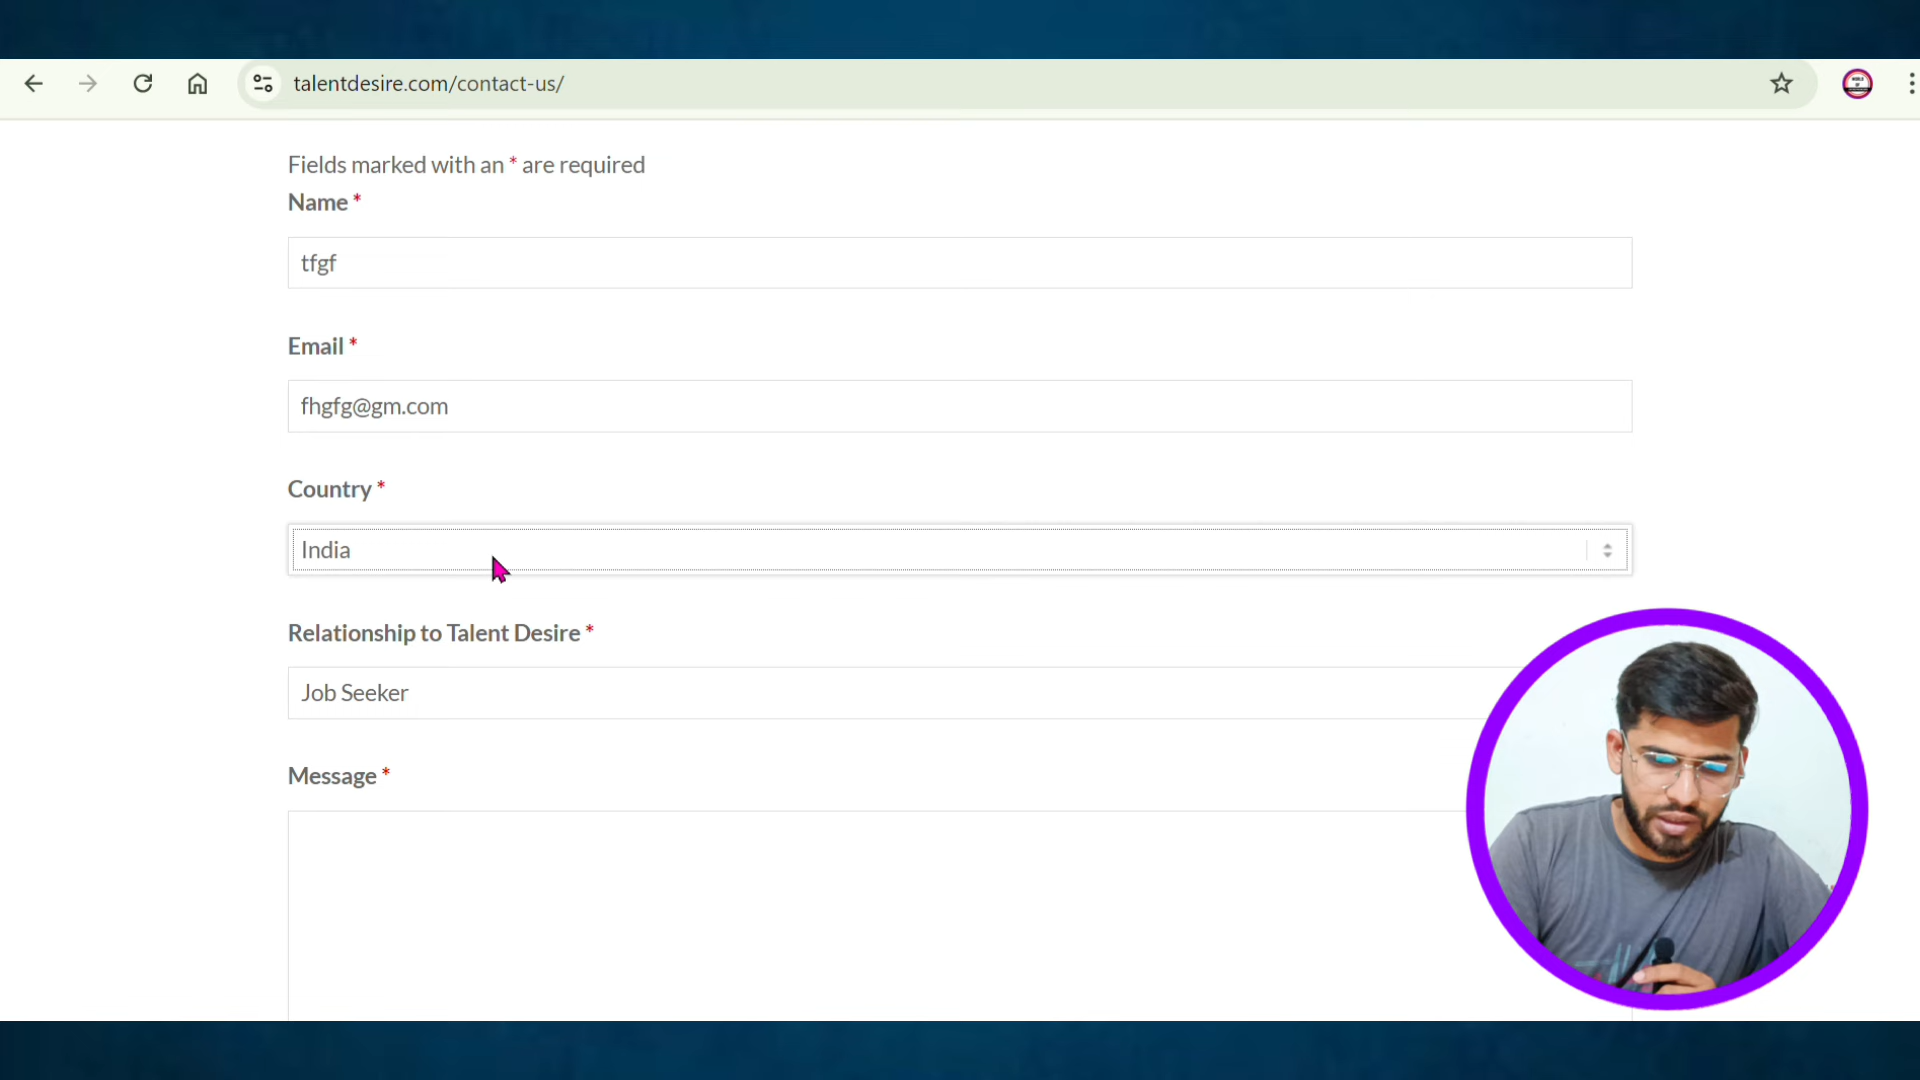 talentdesire.com/contact-us/
Fields marked with an * are required
Name *
tfgf
Email *
fhgfg@gm.com
Country *
India
Relationship to Talent Desire *
Job Seeker
Message *